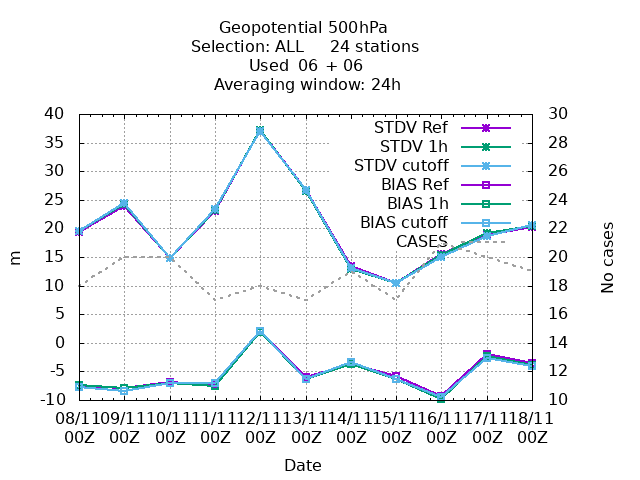 Geopotential 500hPa
Selection: ALL 24 stations
Used 06 + 06
Averaging window: 24h
40 30
35 28
30 26
25 24
20 22
15 20
10 18
5 16
0 14
-5 12
-10 10
STDV Ref
STDV 1h
STDV cutoff
BIAS Ref
BIAS 1h
BIAS cutoff
CASES
m
No cases
08/11 09/11 10/11 11/11 12/11 13/11 14/11 15/11 16/11 17/11 18/11
00Z 00Z 00Z 00Z 00Z 00Z 00Z 00Z 00Z 00Z 00Z
Date